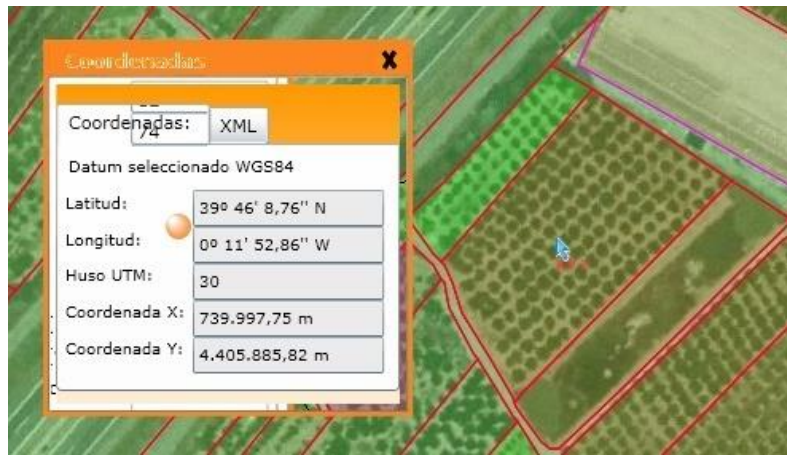 Coordenadas
Coordenadas:
74
XML
Datum seleccionado WGS84
Latitud:
39º 46' 8,76" N
Longitud:
0º 11' 52,86" W
Huso UTM:
30
Coordenada X:
739.997,75 m
Coordenada Y:
4.405.885,82 m